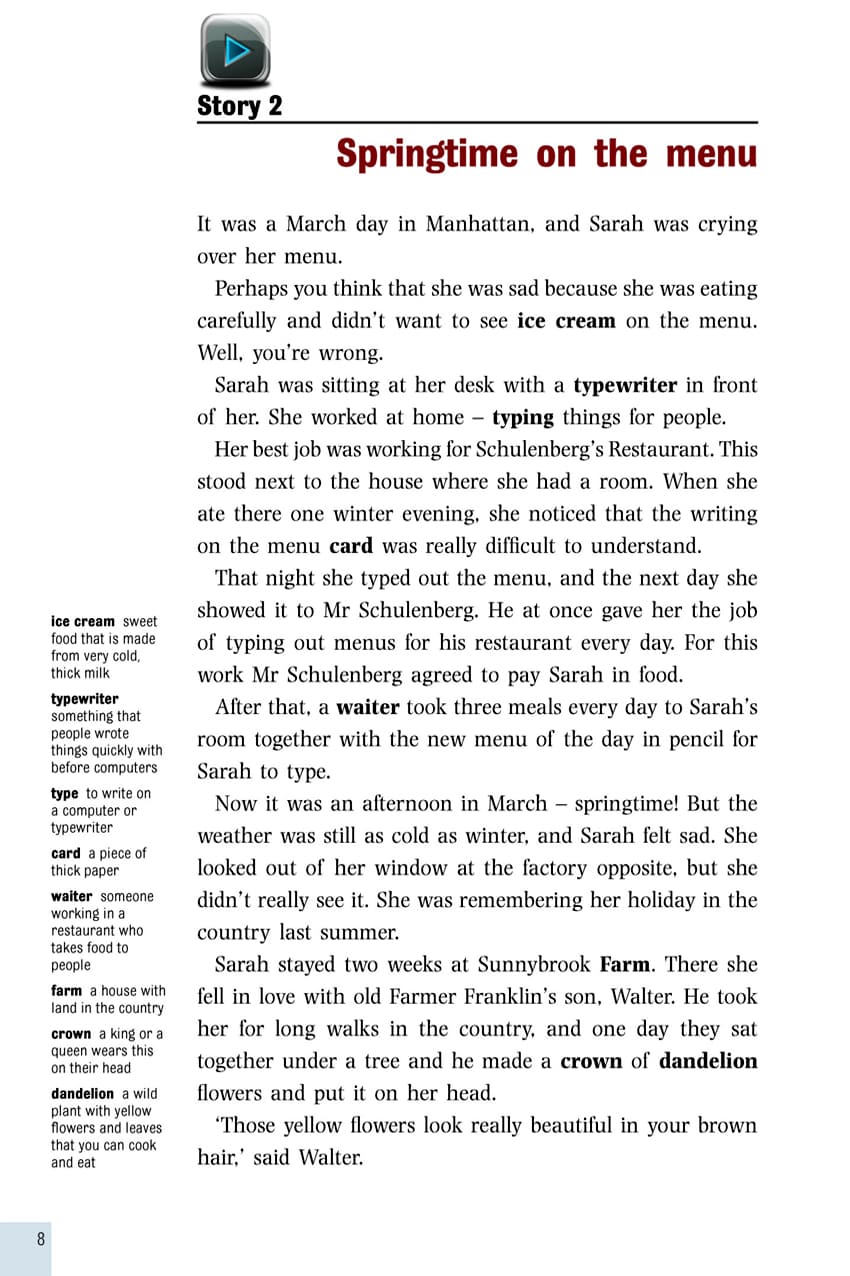 Story 2
Springtime on the menu
It was a March day in Manhattan, and Sarah was crying
over her menu.
Perhaps you think that she was sad because she was eating
carefully and didn't want to see ice cream on the menu.
Well, you're wrong.
Sarah was sitting at her desk with a typewriter in front
of her. She worked at home – typing things for people.
Her best job was working for Schulenberg's Restaurant. This
stood next to the house where she had a room. When she
ate there one winter evening, she noticed that the writing
on the menu card was really difficult to understand.
That night she typed out the menu, and the next day she
showed it to Mr Schulenberg. He at once gave her the job
of typing out menus for his restaurant every day. For this
work Mr Schulenberg agreed to pay Sarah in food.
After that, a waiter took three meals every day to Sarah's
room together with the new menu of the day in pencil for
Sarah to type.
Now it was an afternoon in March – springtime! But the
weather was still as cold as winter, and Sarah felt sad. She
looked out of her window at the factory opposite, but she
didn't really see it. She was remembering her holiday in the
country last summer.
Sarah stayed two weeks at Sunnybrook Farm. There she
fell in love with old Farmer Franklin's son, Walter. He took
her for long walks in the country, and one day they sat
together under a tree and he made a crown of dandelion
flowers and put it on her head.
'Those yellow flowers look really beautiful in your brown
hair,' said Walter.
ice cream sweet
food that is made
from very cold,
thick milk
typewriter
something that
people wrote
things quickly with
before computers
type to write on
a computer or
typewriter
card a piece of
thick paper
waiter someone
working in a
restaurant who
takes food to
people
farm a house with
land in the country
crown a king or a
queen wears this
on their head
dandelion a wild
plant with yellow
flowers and leaves
that you can cook
and eat
8